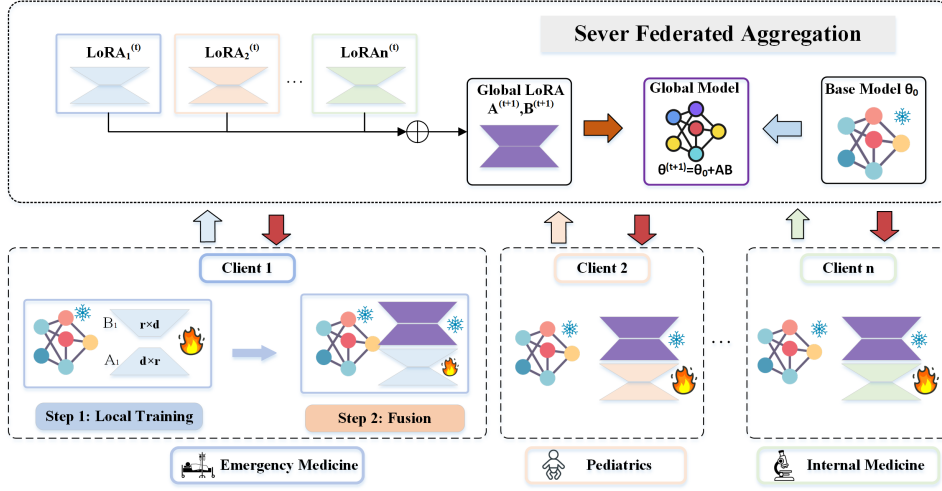 Sever Federated Aggregation
LoRA₁⁽ᵗ⁾
LoRA₂⁽ᵗ⁾
...
LoRAn⁽ᵗ⁾
Global LoRA
A⁽ᵗ⁺¹⁾,B⁽ᵗ⁺¹⁾
Global Model
θ⁽ᵗ⁺¹⁾=θ₀+AB
Base Model θ₀
Client 1
B₁
r×d
A₁
d×r
Step 1: Local Training
Step 2: Fusion
Client 2
...
Client n
Emergency Medicine
Pediatrics
Internal Medicine